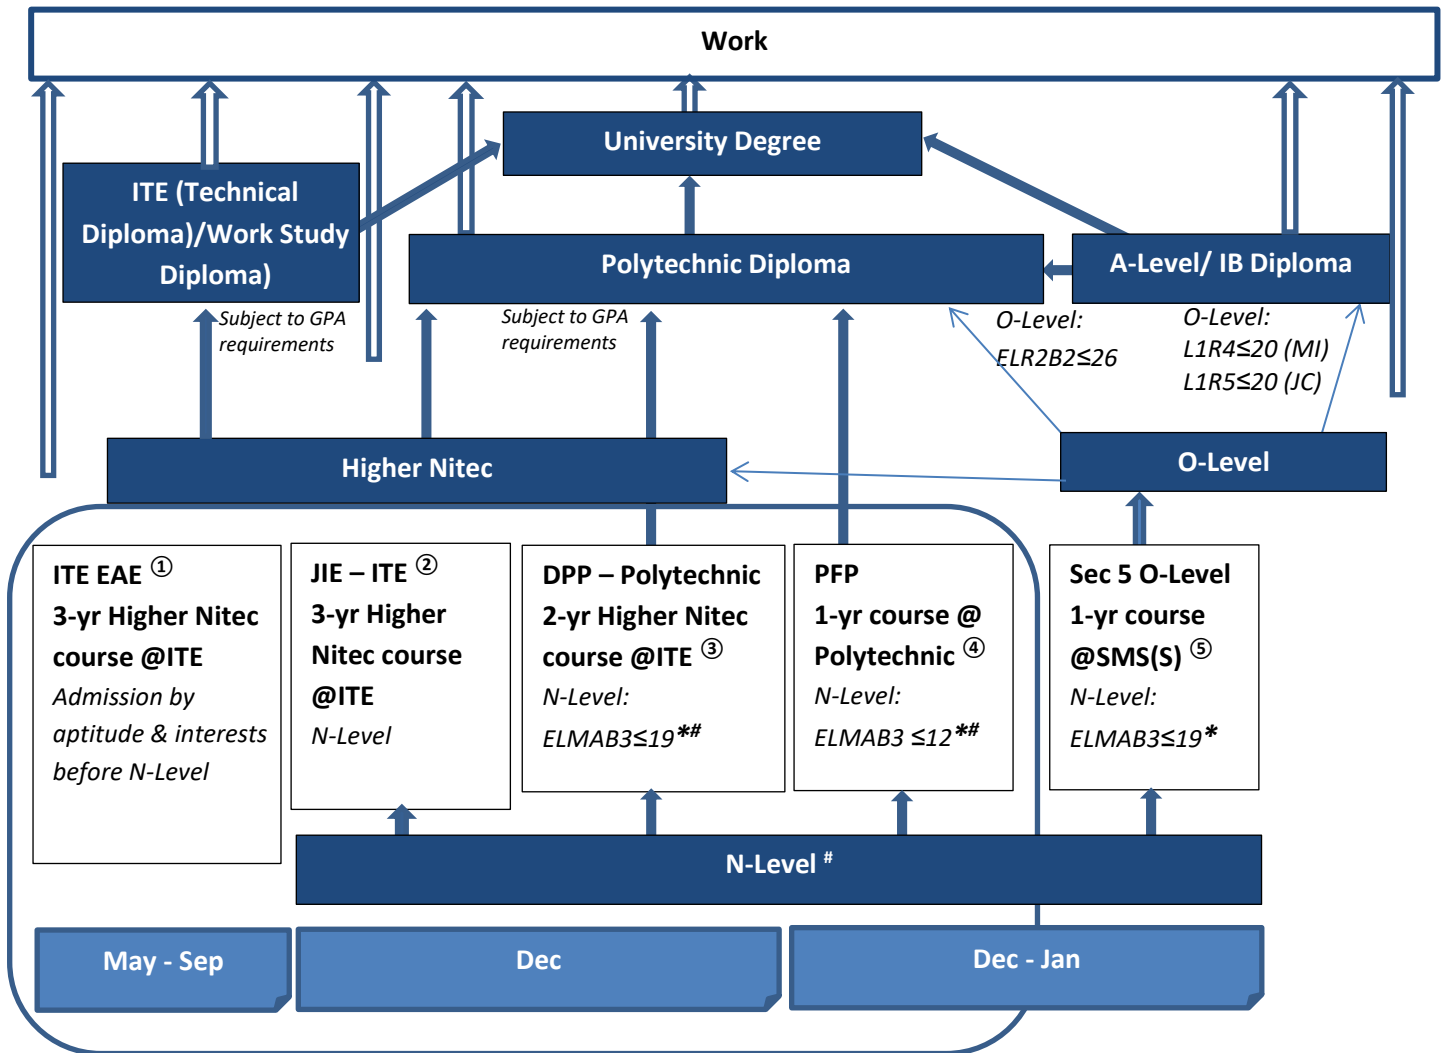 Work
University Degree
ITE (Technical
Diploma)/Work Study
Diploma)
Polytechnic Diploma
A-Level/ IB Diploma
Subject to GPA
requirements
Subject to GPA
requirements
O-Level:
ELR2B2≤26
O-Level:
L1R4≤20 (MI)
L1R5≤20 (JC)
Higher Nitec
O-Level
ITE EAE ①
3-yr Higher Nitec
course @ITE
Admission by
aptitude & interests
before N-Level
JIE – ITE ②
3-yr Higher
Nitec course
@ITE
N-Level
DPP – Polytechnic
2-yr Higher Nitec
course @ITE ③
N-Level:
ELMAB3≤19*#
PFP
1-yr course @
Polytechnic ④
N-Level:
ELMAB3 ≤12*#
Sec 5 O-Level
1-yr course
@SMS(S) ⑤
N-Level:
ELMAB3≤19*
N-Level #
May - Sep
Dec
Dec - Jan